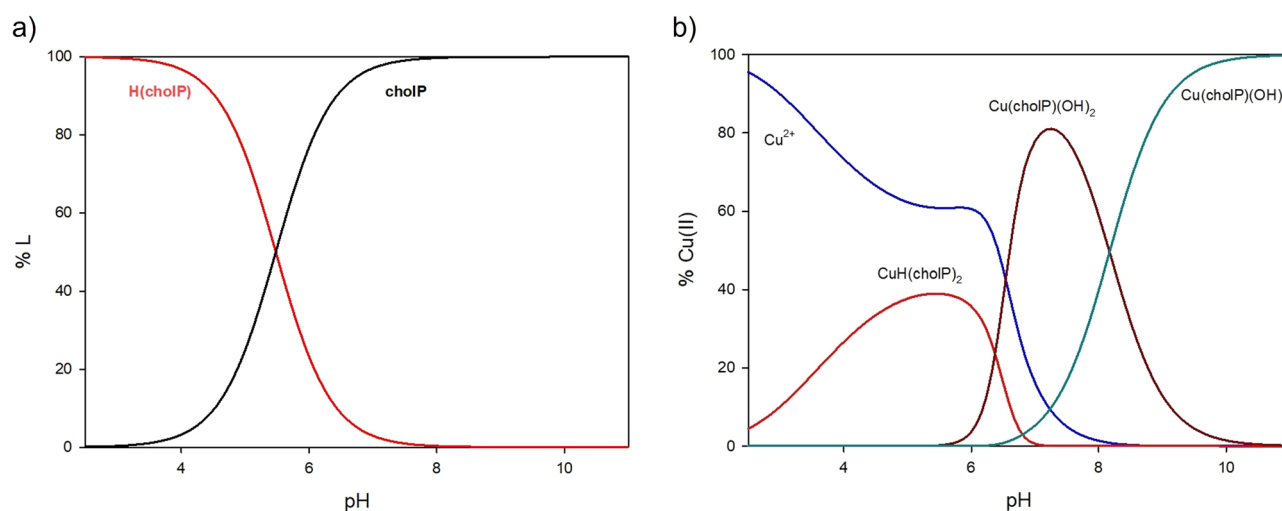 a)
100
80
60
40
20
0
% L
H(cholP)
cholP
4
6
8
10
pH
b)
100
80
60
40
20
0
% Cu(II)
Cu²⁺
CuH(cholP)₂
Cu(cholP)(OH)₂
Cu(cholP)(OH)
4
6
8
10
pH